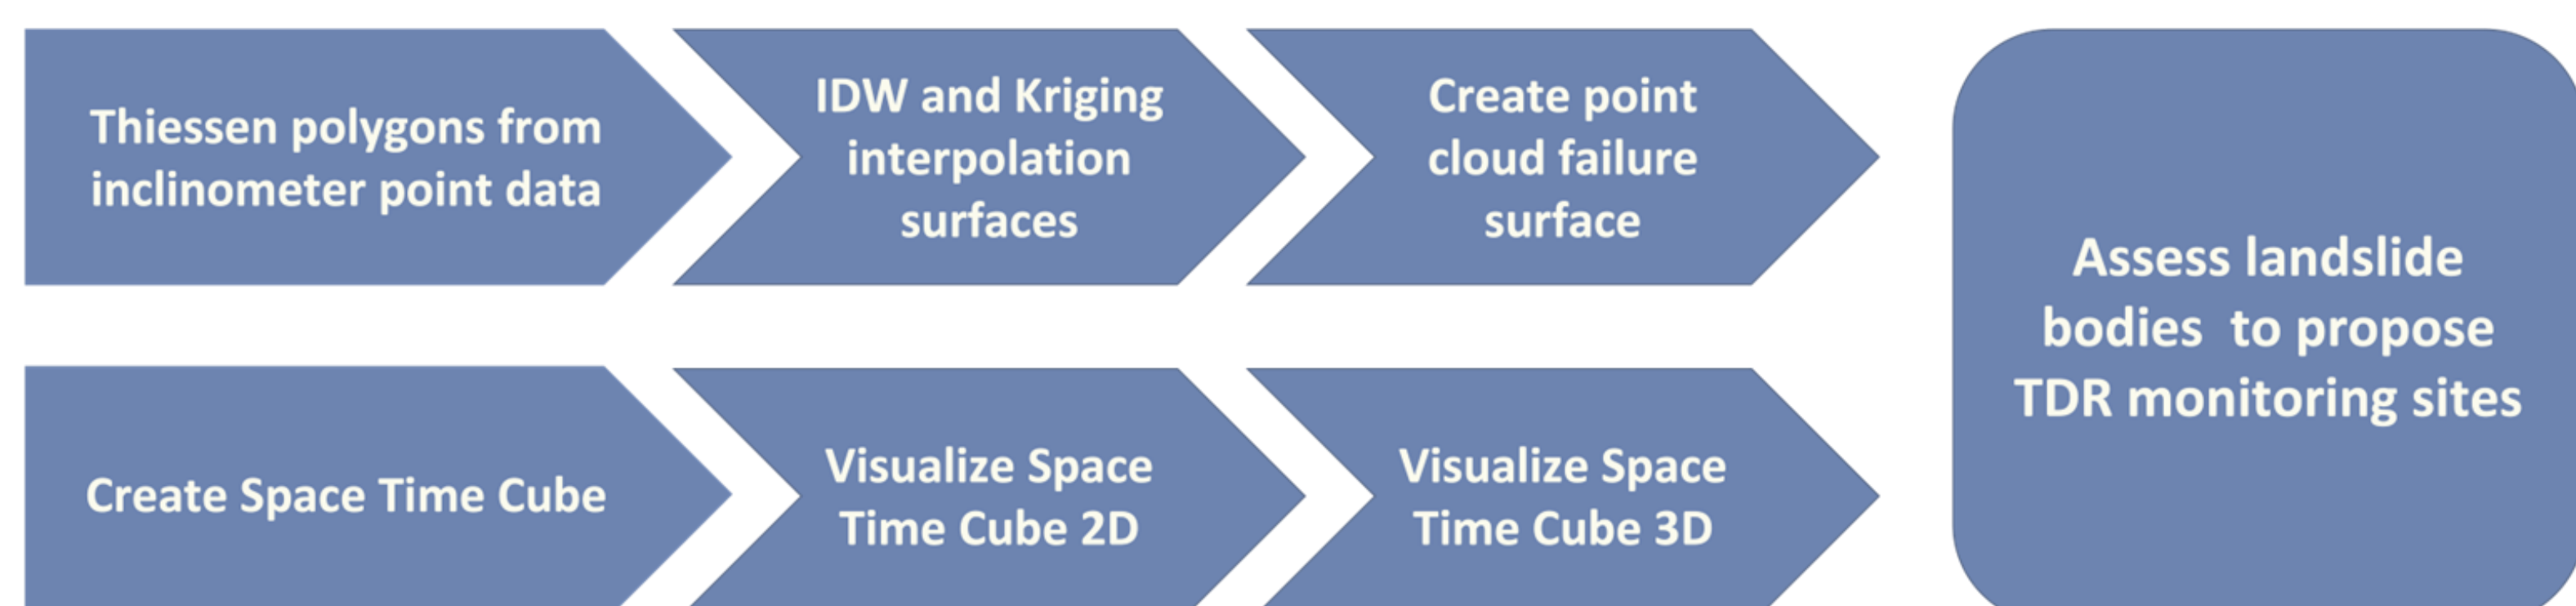 Thiessen polygons from
inclinometer point data
IDW and Kriging
interpolation
surfaces
Create point
cloud failure
surface
Create Space Time Cube
Visualize Space
Time Cube 2D
Visualize Space
Time Cube 3D
Assess landslide
bodies  to propose
TDR monitoring sites